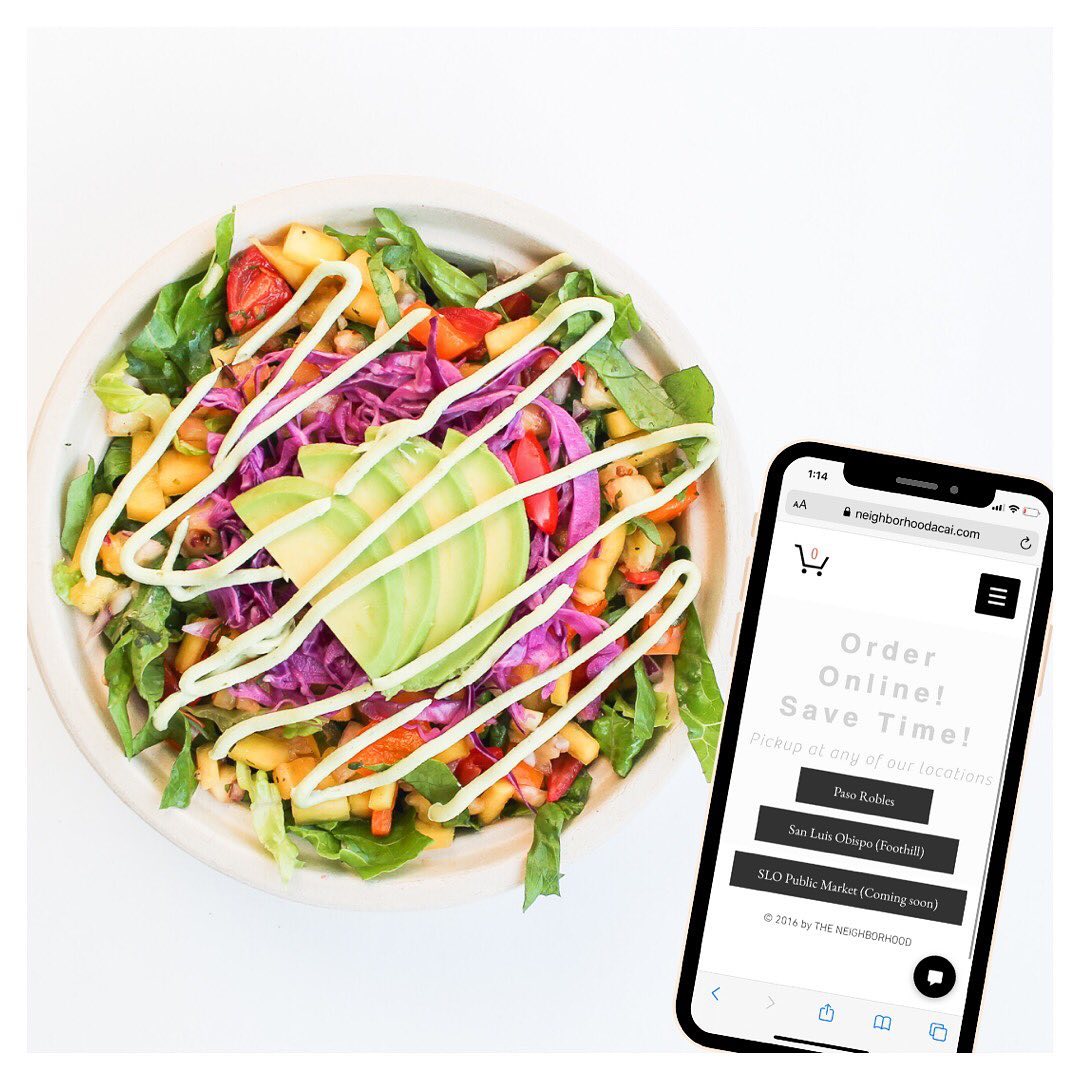 1:14
AA neighborhoodacai.com
0
Order
Online!
Save Time!
Pickup at any of our locations
Paso Robles
San Luis Obispo (Foothill)
SLO Public Market (Coming soon)
© 2016 by THE NEIGHBORHOOD